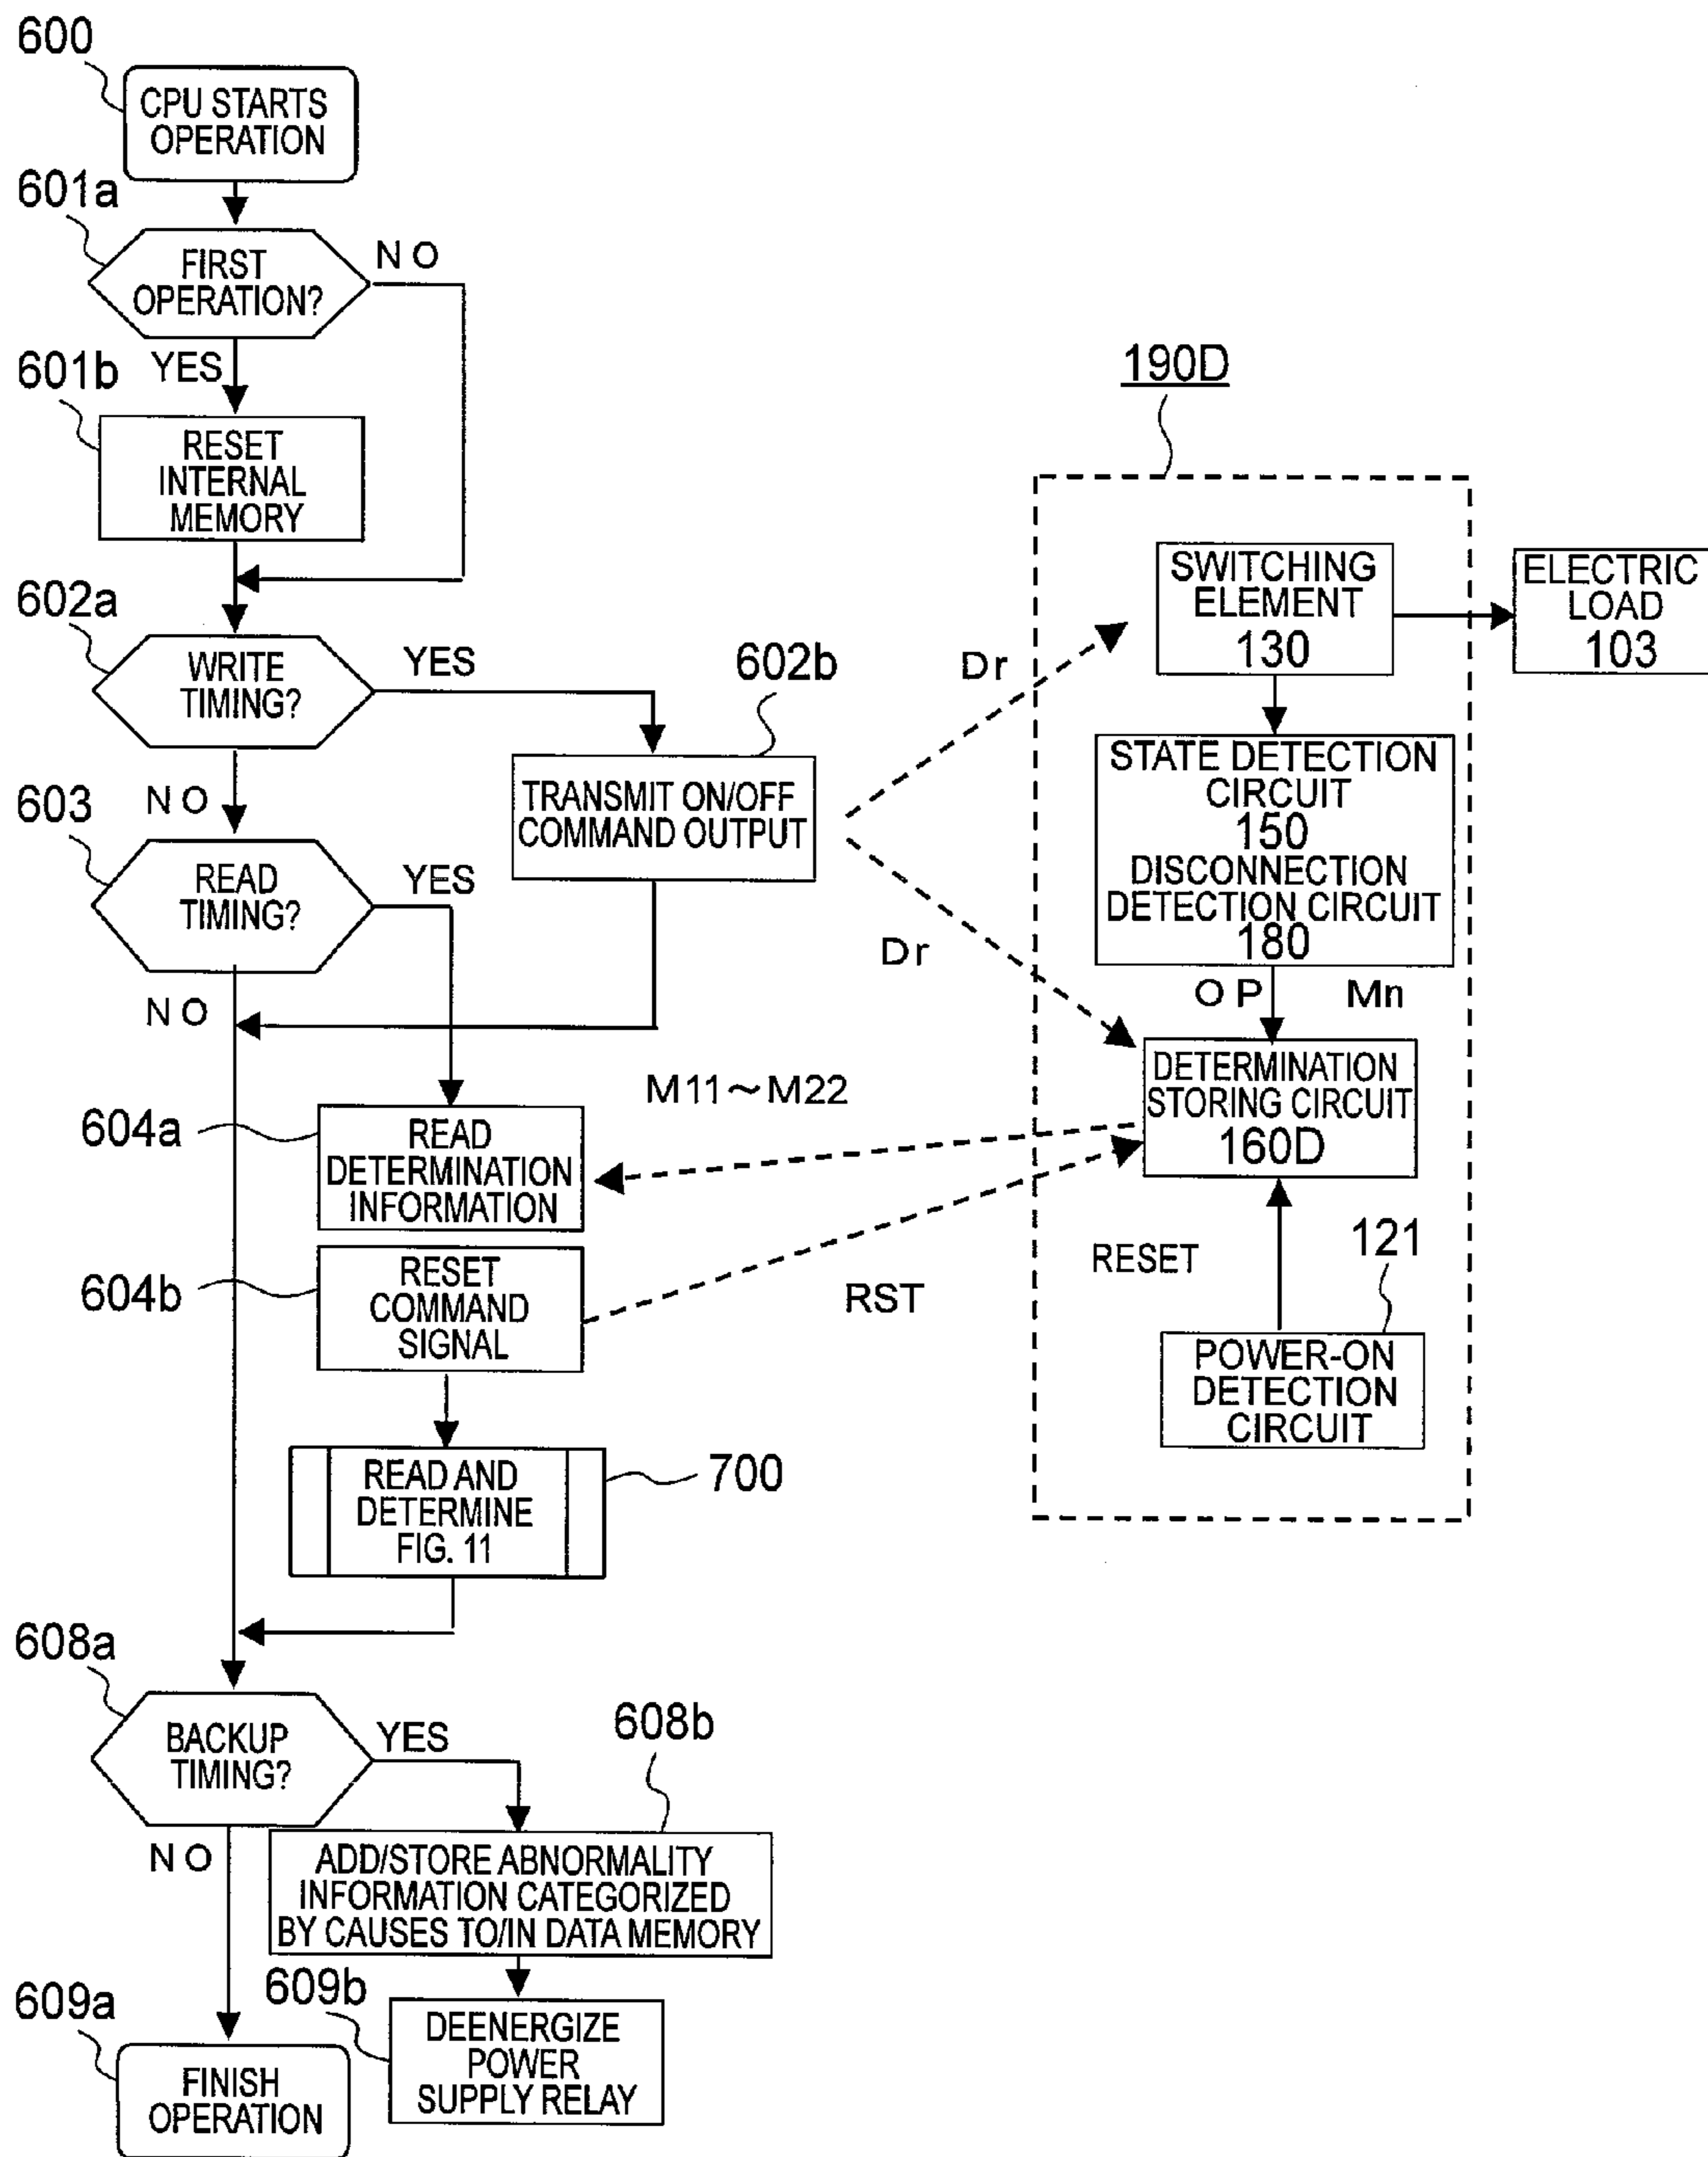 600
CPU STARTS
OPERATION
601a
FIRST
OPERATION?
N O
YES
601b
RESET
INTERNAL
MEMORY
602a
WRITE
TIMING?
YES
N O
602b
TRANSMIT ON/OFF
COMMAND OUTPUT
603
READ
TIMING?
YES
N O
604a
READ
DETERMINATION
INFORMATION
M11~M22
604b
RESET
COMMAND
SIGNAL
RST
READ AND
DETERMINE
FIG. 11
700
608a
BACKUP
TIMING?
YES
N O
608b
ADD/STORE ABNORMALITY
INFORMATION CATEGORIZED
BY CAUSES TO/IN DATA MEMORY
609a
FINISH
OPERATION
609b
DEENERGIZE
POWER
SUPPLY RELAY
190D
Dr
Dr
SWITCHING
ELEMENT
130
ELECTRIC
LOAD
103
STATE DETECTION
CIRCUIT
150
DISCONNECTION
DETECTION CIRCUIT
180
O P Mn
DETERMINATION
STORING CIRCUIT
160D
RESET
121
POWER-ON
DETECTION
CIRCUIT